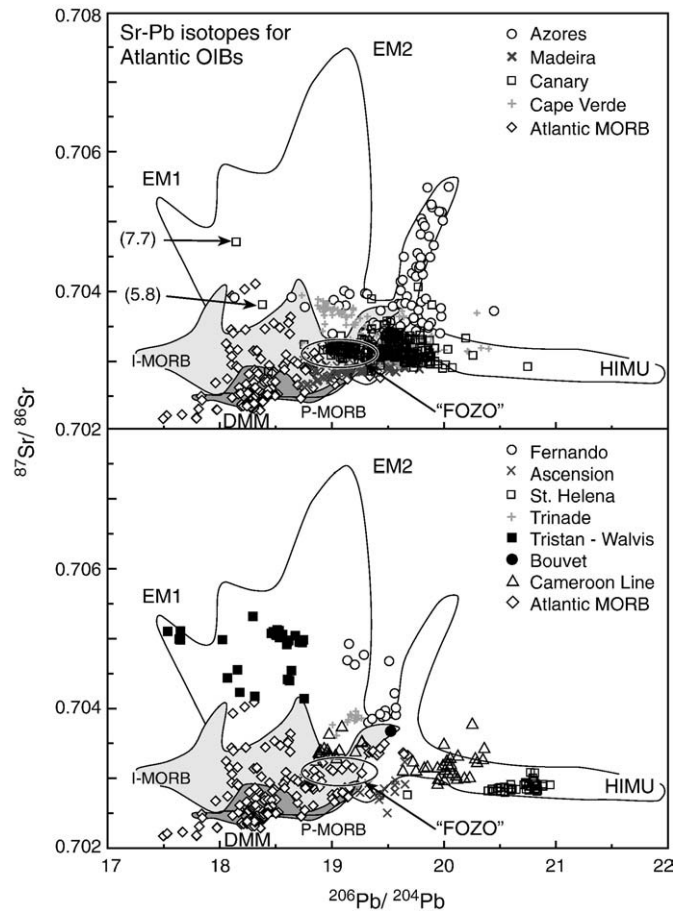 Sr-Pb isotopes for
Atlantic OIBs
EM2
EM1
(7.7)
(5.8)
I-MORB
DMM
P-MORB
"FOZO"
HIMU
Azores
Madeira
Canary
Cape Verde
Atlantic MORB
0.708
0.706
0.704
0.702
87Sr/ 86Sr
EM2
EM1
I-MORB
DMM
P-MORB
"FOZO"
HIMU
Fernando
Ascension
St. Helena
Trinade
Tristan - Walvis
Bouvet
Cameroon Line
Atlantic MORB
0.706
0.704
0.702
17 18 19 20 21 22
206Pb/ 204Pb